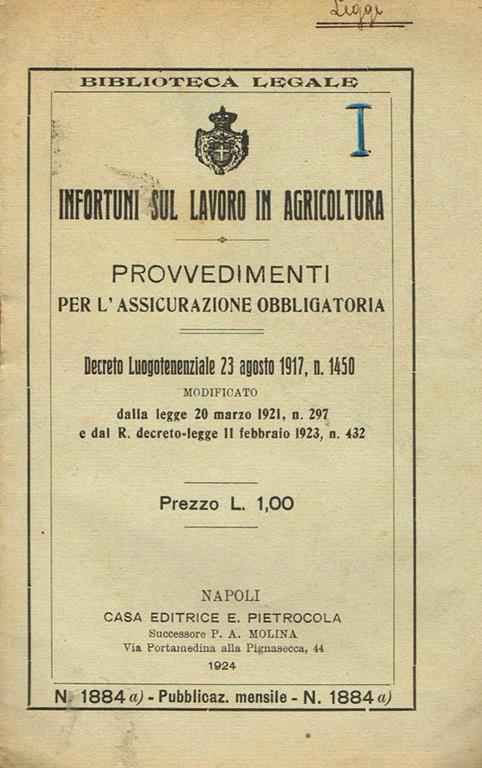 Leggi
BIBLIOTECA LEGALE
I
INFORTUNI SUL LAVORO IN AGRICOLTURA
PROVVEDIMENTI
PER L'ASSICURAZIONE OBBLIGATORIA
Decreto Luogotenenziale 23 agosto 1917, n. 1450
MODIFICATO
dalla legge 20 marzo 1921, n. 297
e dal R. decreto-legge 11 febbraio 1923, n. 432
Prezzo L. 1,00
NAPOLI
CASA EDITRICE E. PIETROCOLA
Successore P. A. MOLINA
Via Portamedina alla Pignasecca, 44
1924
N. 1884 a) - Pubblicaz. mensile - N. 1884 a)